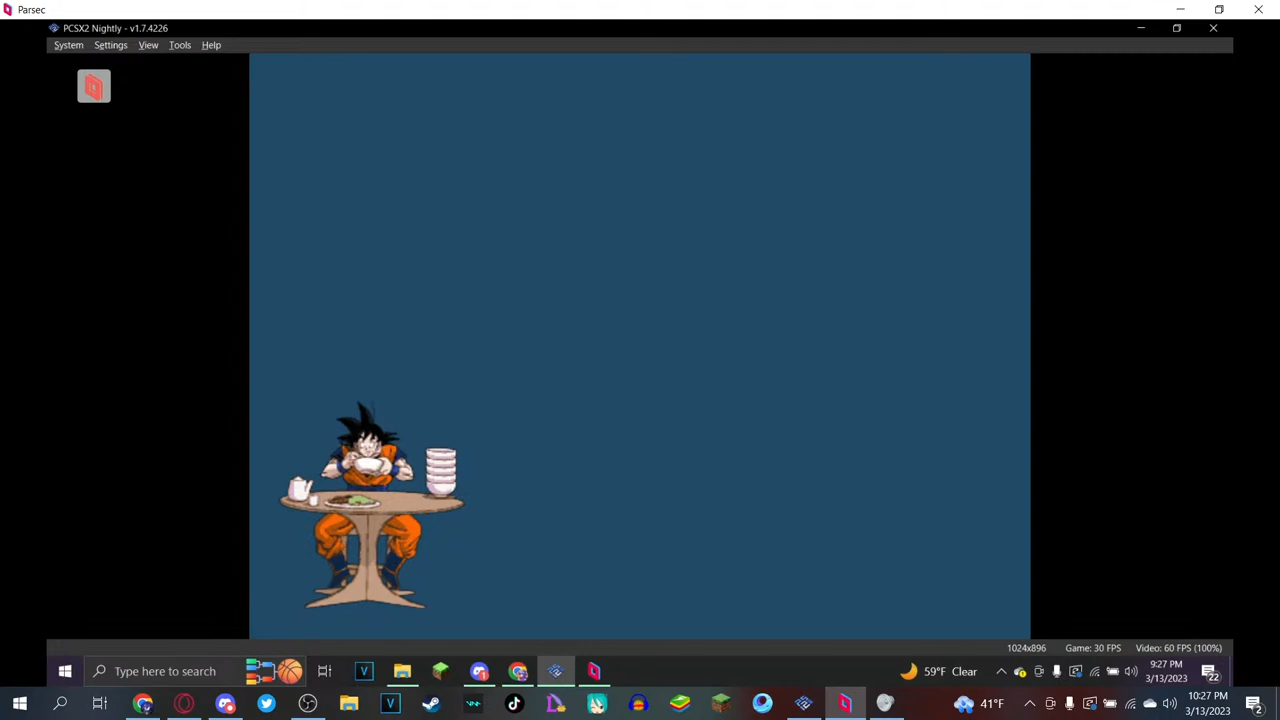 Parsec
PCSX2 Nightly - v1.7.4226
System Settings View Tools Help
1024x896 Game: 30 FPS Video: 60 FPS (100%)
Type here to search
59°F Clear
9:27 PM
3/13/2023
22
41°F
10:27 PM
3/13/2023
2